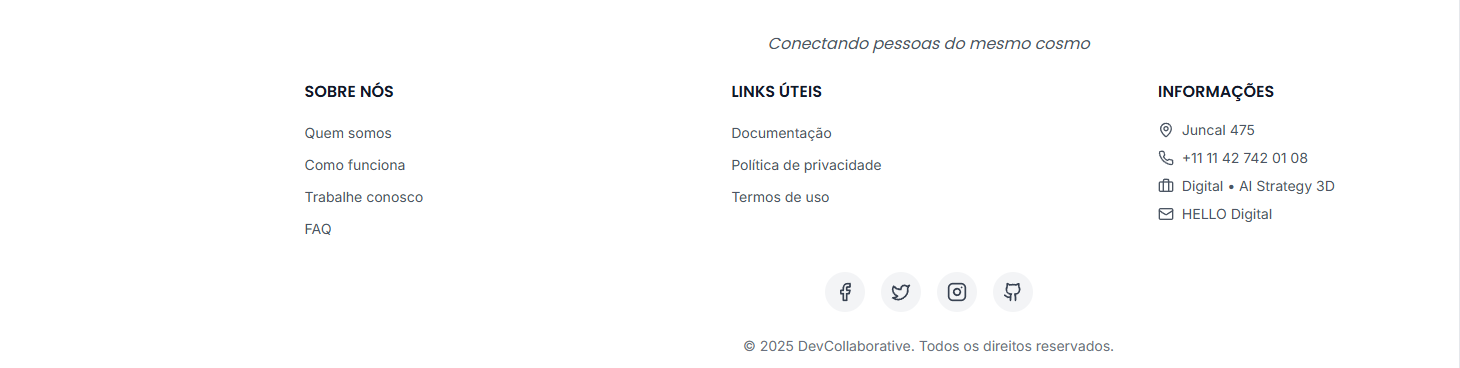 Conectando pessoas do mesmo cosmo
SOBRE NÓS
Quem somos
Como funciona
Trabalhe conosco
FAQ
LINKS ÚTEIS
Documentação
Política de privacidade
Termos de uso
INFORMAÇÕES
Juncal 475
+11 11 42 742 01 08
Digital • AI Strategy 3D
HELLO Digital
© 2025 DevCollaborative. Todos os direitos reservados.